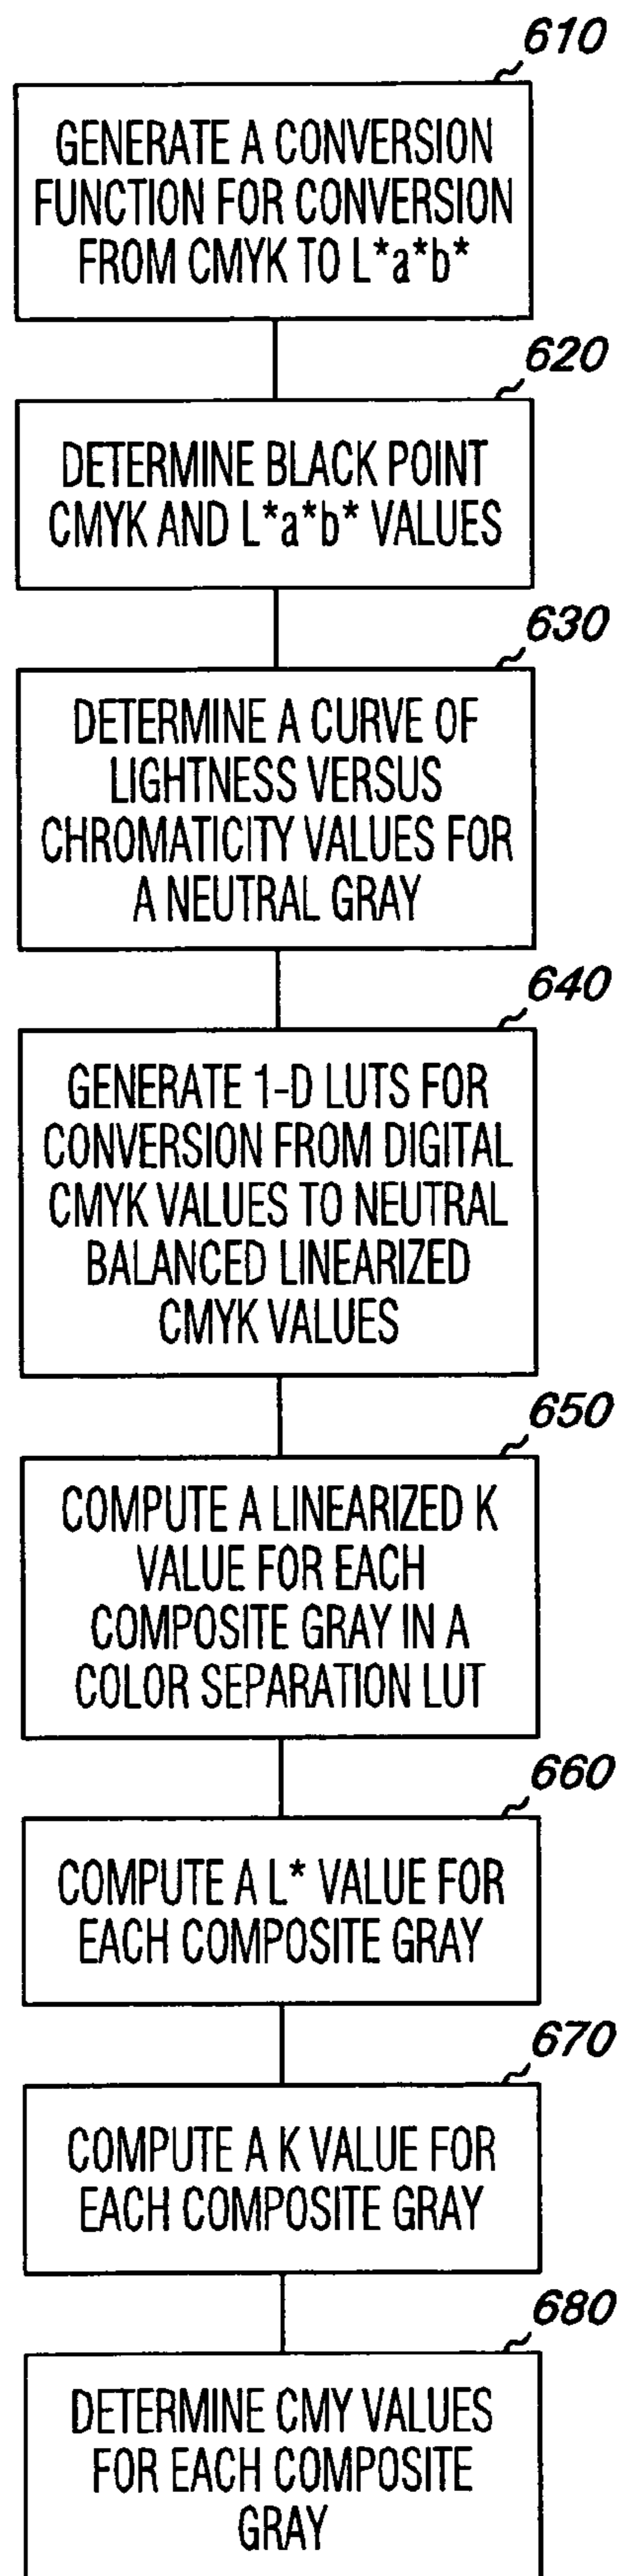 610
GENERATE A CONVERSION
FUNCTION FOR CONVERSION
FROM CMYK TO L*a*b*
620
DETERMINE BLACK POINT
CMYK AND L*a*b* VALUES
630
DETERMINE A CURVE OF
LIGHTNESS VERSUS
CHROMATICITY VALUES FOR
A NEUTRAL GRAY
640
GENERATE 1-D LUTS FOR
CONVERSION FROM DIGITAL
CMYK VALUES TO NEUTRAL
BALANCED LINEARIZED
CMYK VALUES
650
COMPUTE A LINEARIZED K
VALUE FOR EACH
COMPOSITE GRAY IN A
COLOR SEPARATION LUT
660
COMPUTE A L* VALUE FOR
EACH COMPOSITE GRAY
670
COMPUTE A K VALUE FOR
EACH COMPOSITE GRAY
680
DETERMINE CMY VALUES
FOR EACH COMPOSITE
GRAY